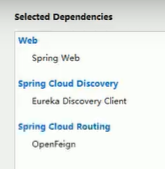 Selected Dependencies
Web
Spring Web
Spring Cloud Discovery
Eureka Discovery Client
Spring Cloud Routing
OpenFeign